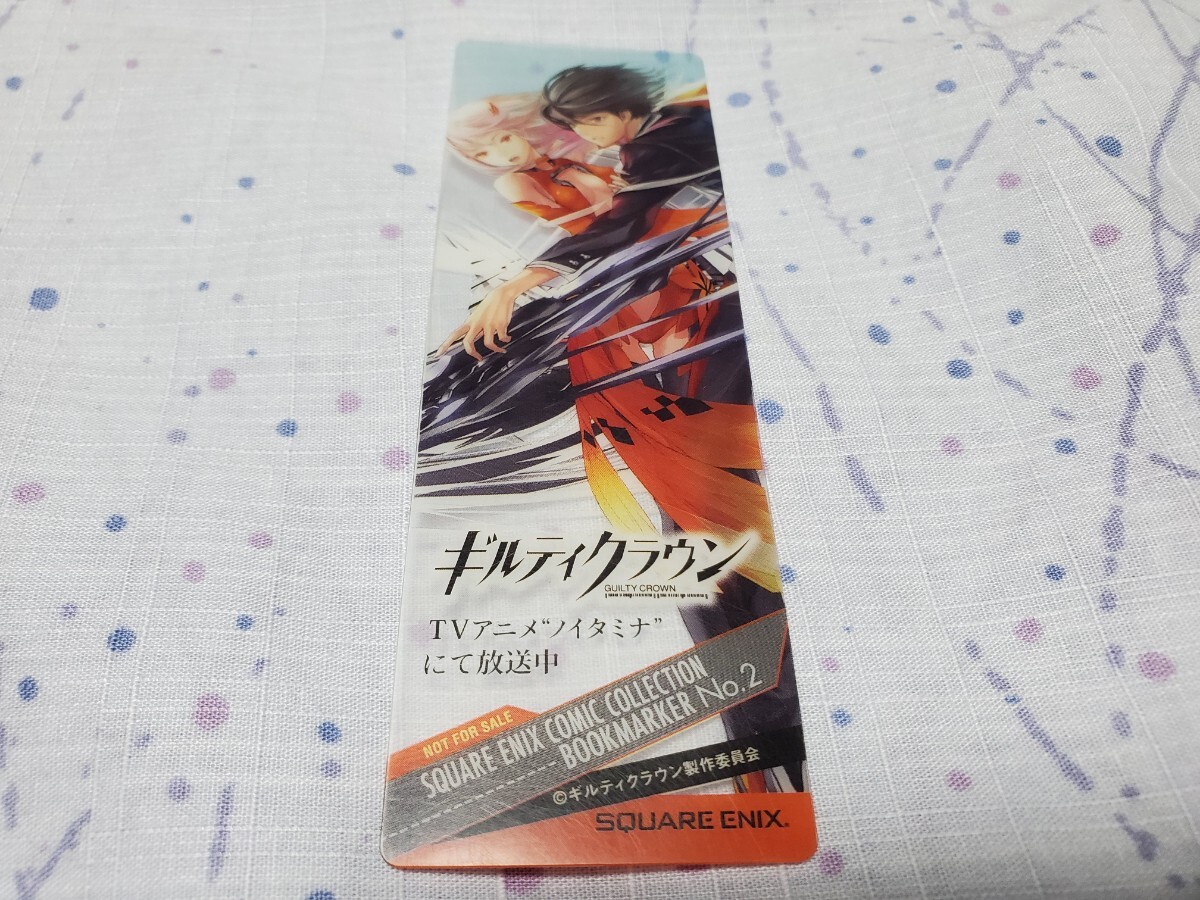 ギルティクラウン
GUILTY CROWN
TVアニメ“ノイタミナ”
にて放送中
NOT FOR SALE
SQUARE ENIX COMIC COLLECTION
BOOKMARKER No.2
©ギルティクラウン製作委員会
SQUARE ENIX.